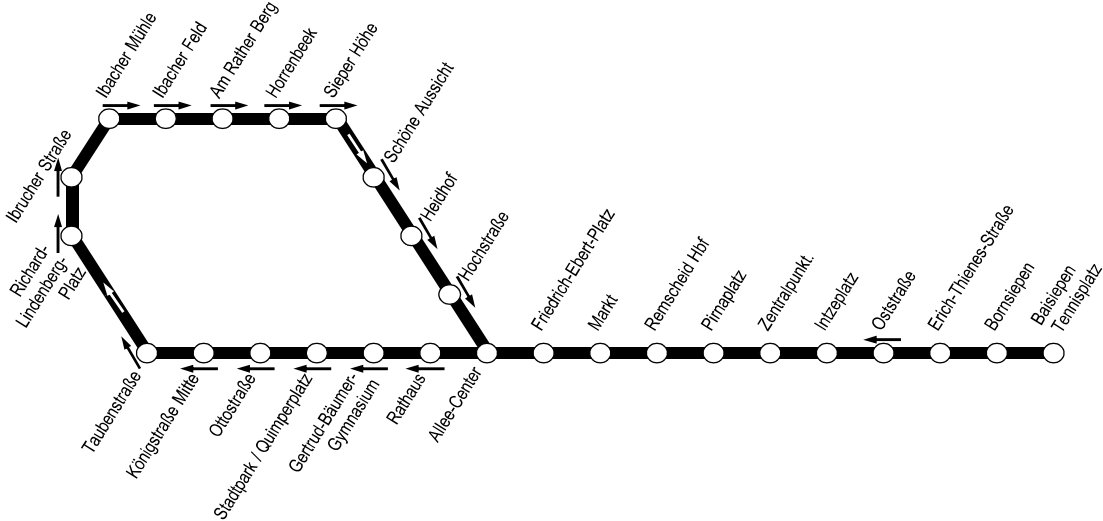 Ibacher Mühle
Ibacher Feld
Am Rather Berg
Horrenbeek
Sieper Höhe
Schöne Aussicht
Heidhof
Hochstraße
Ibrucher Straße
Richard-
Lindenberg-
Platz
Taubenstraße
Königstraße Mitte
Ottostraße
Stadtpark / Quimperplatz
Gertrud-Bäumer-
Gymnasium
Rathaus
Allee-Center
Friedrich-Ebert-Platz
Markt
Remscheid Hbf
Pirnaplatz
Zentralpunkt.
Intzeplatz
Oststraße
Erich-Thienes-Straße
Bornsiepen
Baisiepen
Tennisplatz